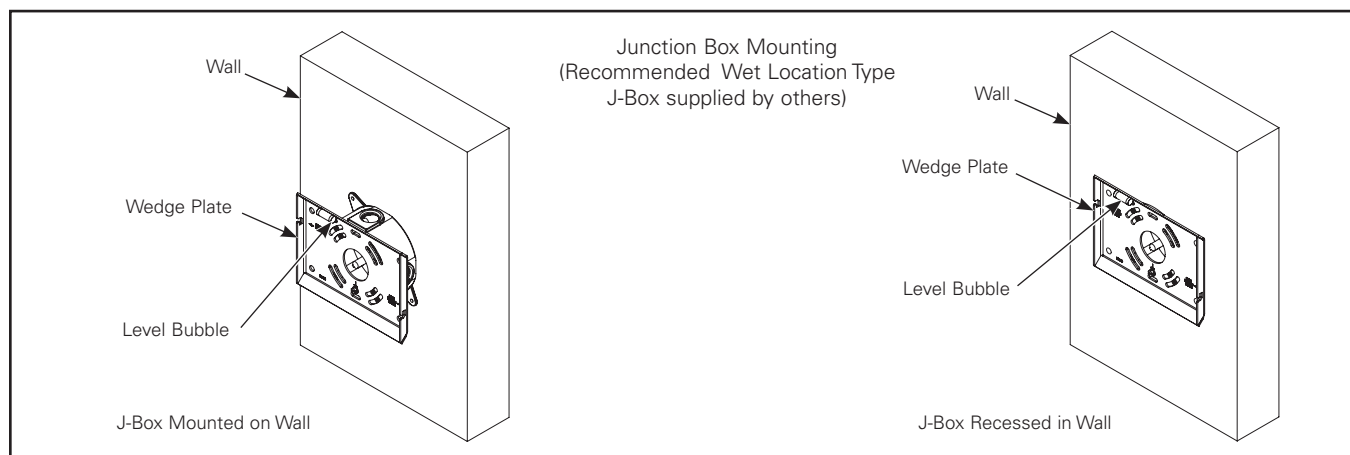 Junction Box Mounting
(Recommended Wet Location Type
J-Box supplied by others)
Wall
Wedge Plate
Level Bubble
J-Box Mounted on Wall
Wall
Wedge Plate
Level Bubble
J-Box Recessed in Wall